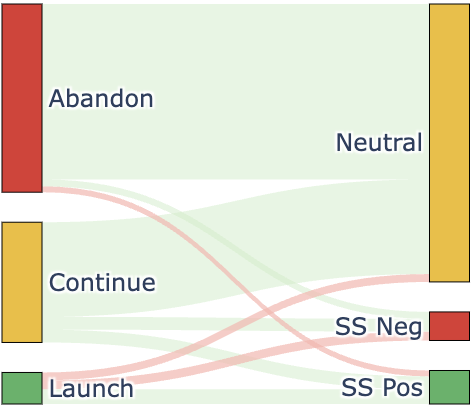 Abandon
Neutral
Continue
SS Neg
Launch
SS Pos